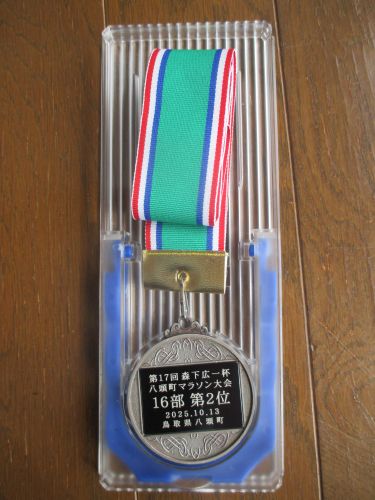 第17回 森下広一杯
八頭町マラソン大会
16部 第2位
2025.10.13
鳥取県八頭町